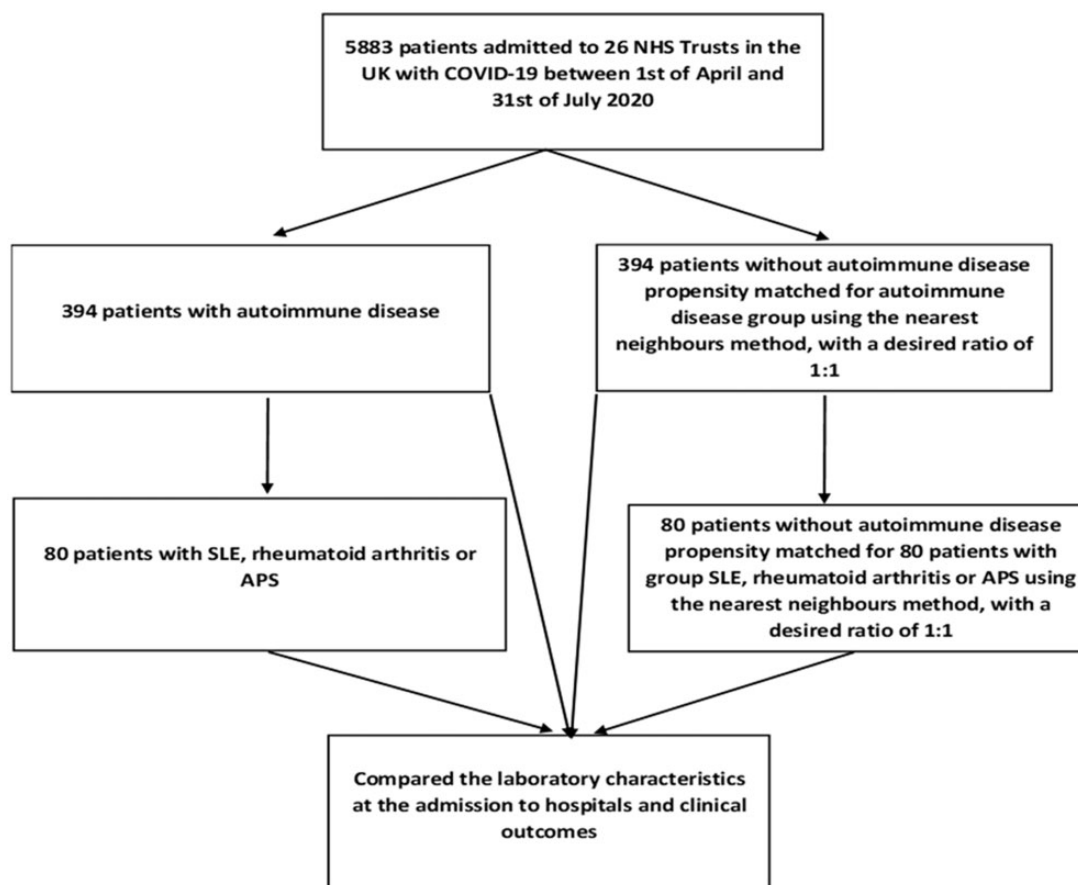 5883 patients admitted to 26 NHS Trusts in the
UK with COVID-19 between 1st of April and
31st of July 2020
394 patients with autoimmune disease
394 patients without autoimmune disease
propensity matched for autoimmune
disease group using the nearest
neighbours method, with a desired ratio of
1:1
80 patients with SLE, rheumatoid arthritis or
APS
80 patients without autoimmune disease
propensity matched for 80 patients with
group SLE, rheumatoid arthritis or APS using
the nearest neighbours method, with a
desired ratio of 1:1
Compared the laboratory characteristics
at the admission to hospitals and clinical
outcomes